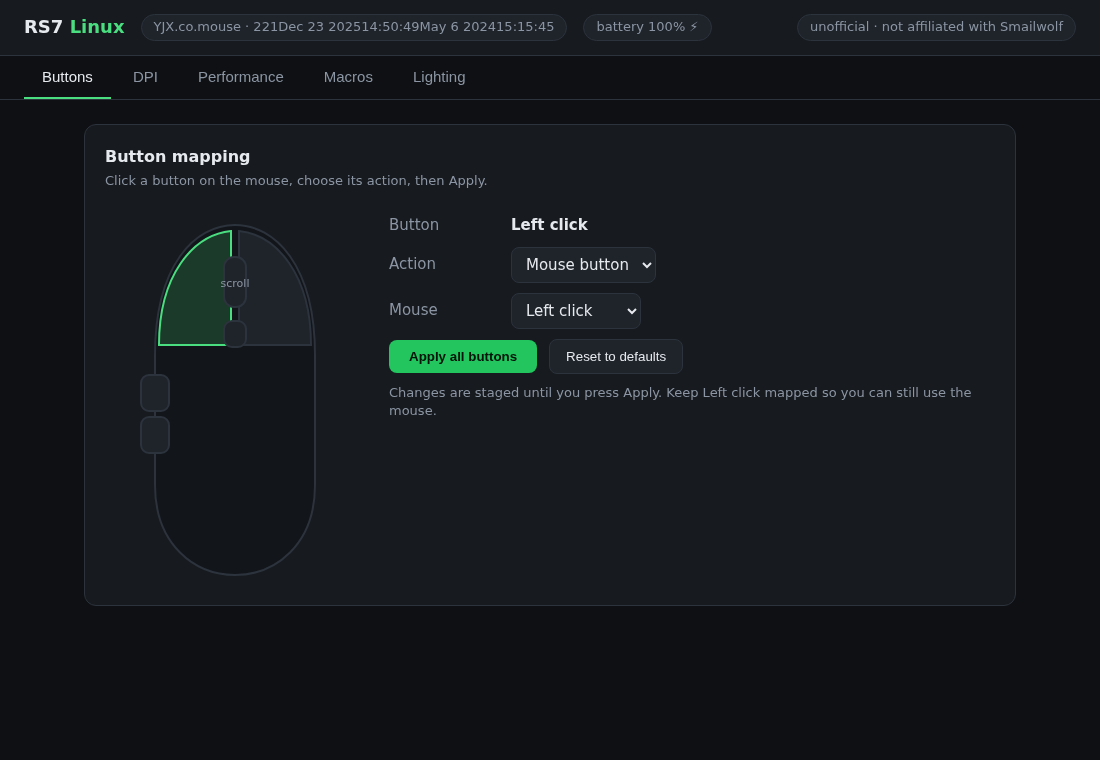 RS7 Linux
YJX.co.mouse · 221Dec 23 202514:50:49May 6 202415:15:45
battery 100% ⚡
unofficial · not affiliated with Smailwolf
Buttons
DPI
Performance
Macros
Lighting
Button mapping
Click a button on the mouse, choose its action, then Apply.
scroll
Button
Left click
Action
Mouse button
Mouse
Left click
Apply all buttons
Reset to defaults
Changes are staged until you press Apply. Keep Left click mapped so you can still use the
mouse.